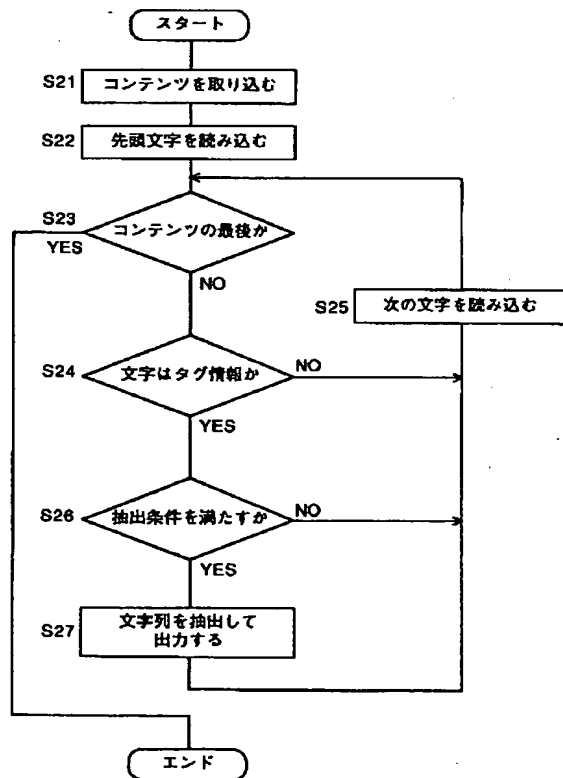 スタート
S21
コンテンツを取り込む
S22
先頭文字を読み込む
S23
コンテンツの最後か
YES
NO
S25
次の文字を読み込む
S24
文字はタグ情報か
NO
YES
S26
抽出条件を満たすか
NO
YES
S27
文字列を抽出して
出力する
エンド